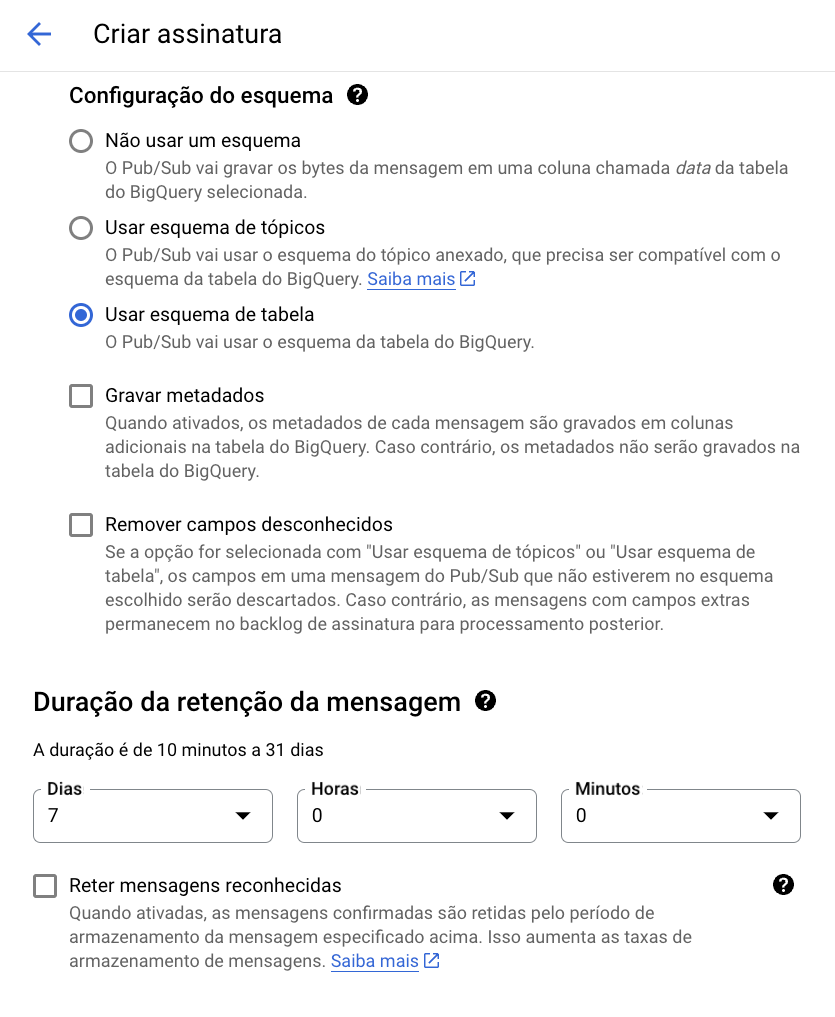 Criar assinatura
Configuração do esquema
Não usar um esquema
O Pub/Sub vai gravar os bytes da mensagem em uma coluna chamada data da tabela
do BigQuery selecionada.
Usar esquema de tópicos
O Pub/Sub vai usar o esquema do tópico anexado, que precisa ser compatível com o
esquema da tabela do BigQuery. Saiba mais
Usar esquema de tabela
O Pub/Sub vai usar o esquema da tabela do BigQuery.
Gravar metadados
Quando ativados, os metadados de cada mensagem são gravados em colunas
adicionais na tabela do BigQuery. Caso contrário, os metadados não serão gravados na
tabela do BigQuery.
Remover campos desconhecidos
Se a opção for selecionada com "Usar esquema de tópicos" ou "Usar esquema de
tabela", os campos em uma mensagem do Pub/Sub que não estiverem no esquema
escolhido serão descartados. Caso contrário, as mensagens com campos extras
permanecem no backlog de assinatura para processamento posterior.
Duração da retenção da mensagem
A duração é de 10 minutos a 31 dias
Dias Horas Minutos
7 0 0
Reter mensagens reconhecidas
Quando ativadas, as mensagens confirmadas são retidas pelo período de
armazenamento da mensagem especificado acima. Isso aumenta as taxas de
armazenamento de mensagens. Saiba mais